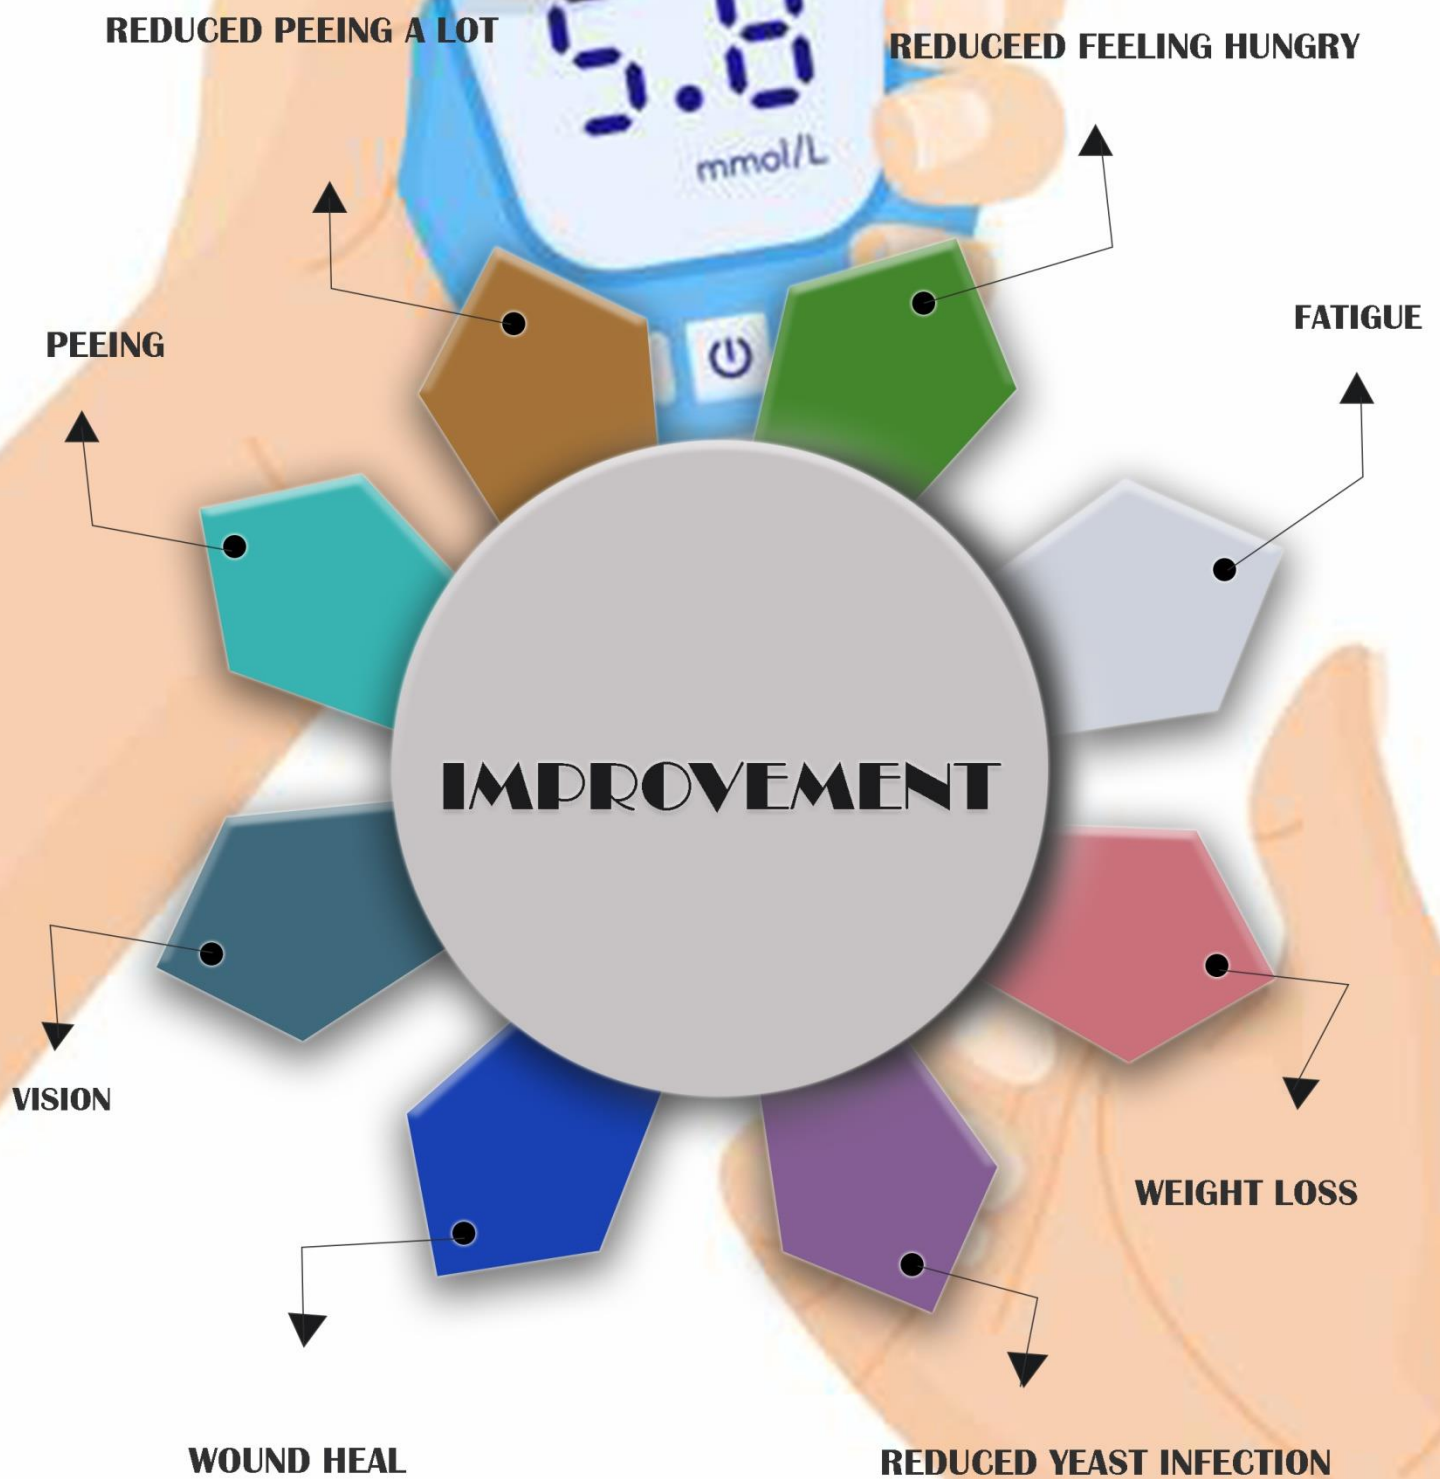 REDUCED PEEING A LOT
REDUCEED FEELING HUNGRY
5.8
mmol/L
FATIGUE
PEEING
IMPROVEMENT
VISION
WEIGHT LOSS
WOUND HEAL
REDUCED YEAST INFECTION